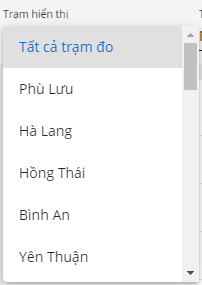 Trạm hiển thị
Tất cả trạm đo
Phù Lưu
Hà Lang
Hồng Thái
Bình An
Yên Thuận